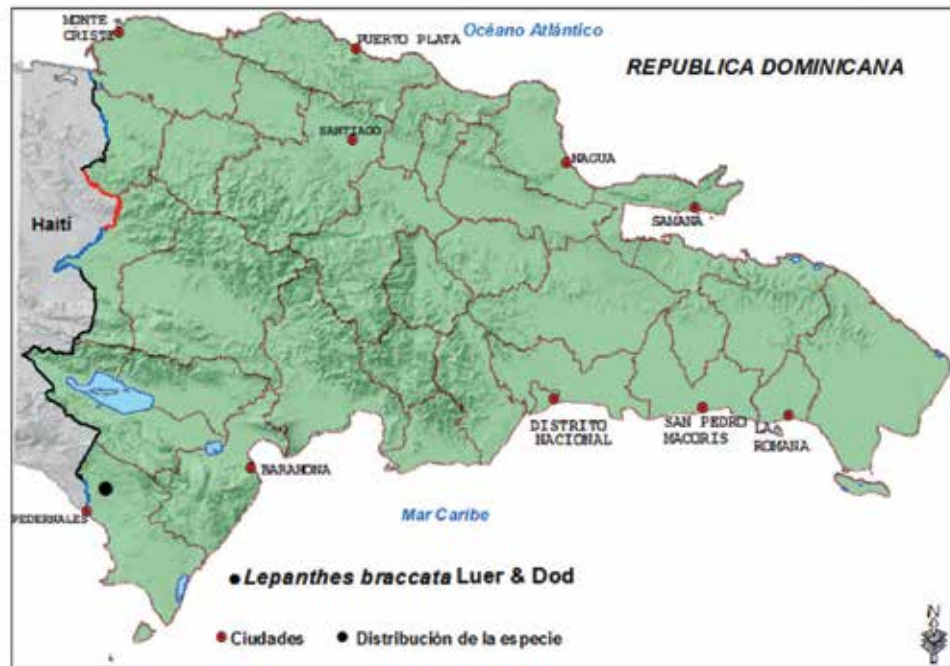 MONTE
CRISTI
PUERTO PLATA
Océano Atlántico
REPUBLICA DOMINICANA
SANTIAGO
NAGUA
SAMANA
Haití
DISTRITO
NACIONAL
SAN PEDRO
MACORIS
LA
ROMANA
BARAHONA
PEDERNALES
Mar Caribe
• Lepanthes braccata Luer & Dod
Ciudades
Distribución de la especie
N